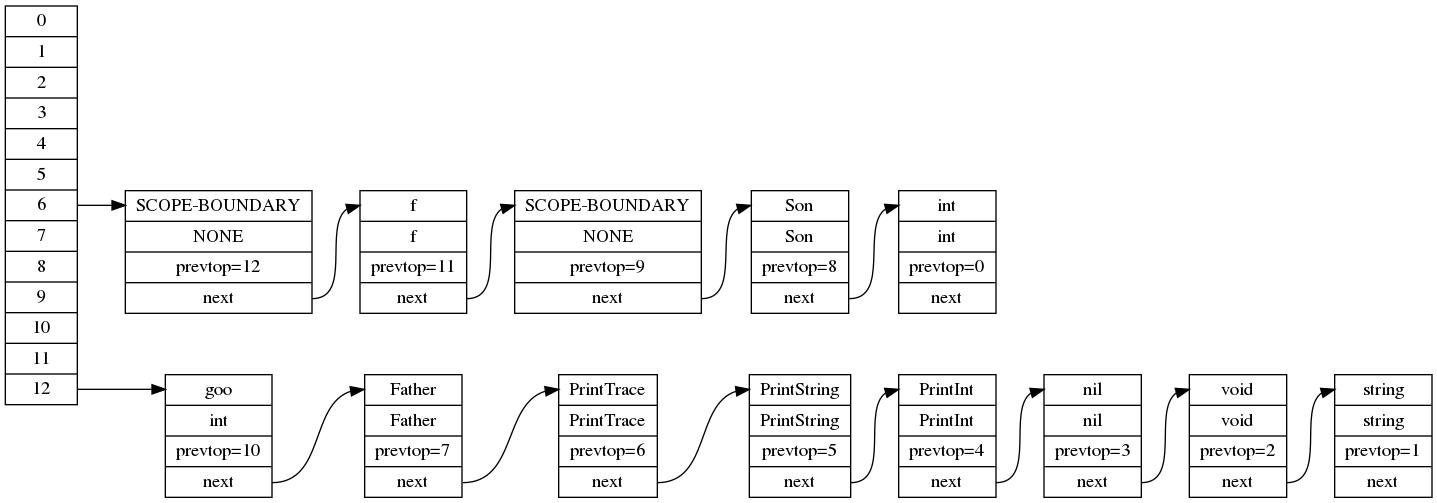 0
1
2
3
4
5
6
7
8
9
10
11
12
SCOPE-BOUNDARY
NONE
prevtop=12
next
f
f
prevtop=11
next
SCOPE-BOUNDARY
NONE
prevtop=9
next
Son
Son
prevtop=8
next
int
int
prevtop=0
next
goo
int
prevtop=10
next
Father
Father
prevtop=7
next
PrintTrace
PrintTrace
prevtop=6
next
PrintString
PrintString
prevtop=5
next
PrintInt
PrintInt
prevtop=4
next
nil
nil
prevtop=3
next
void
void
prevtop=2
next
string
string
prevtop=1
next